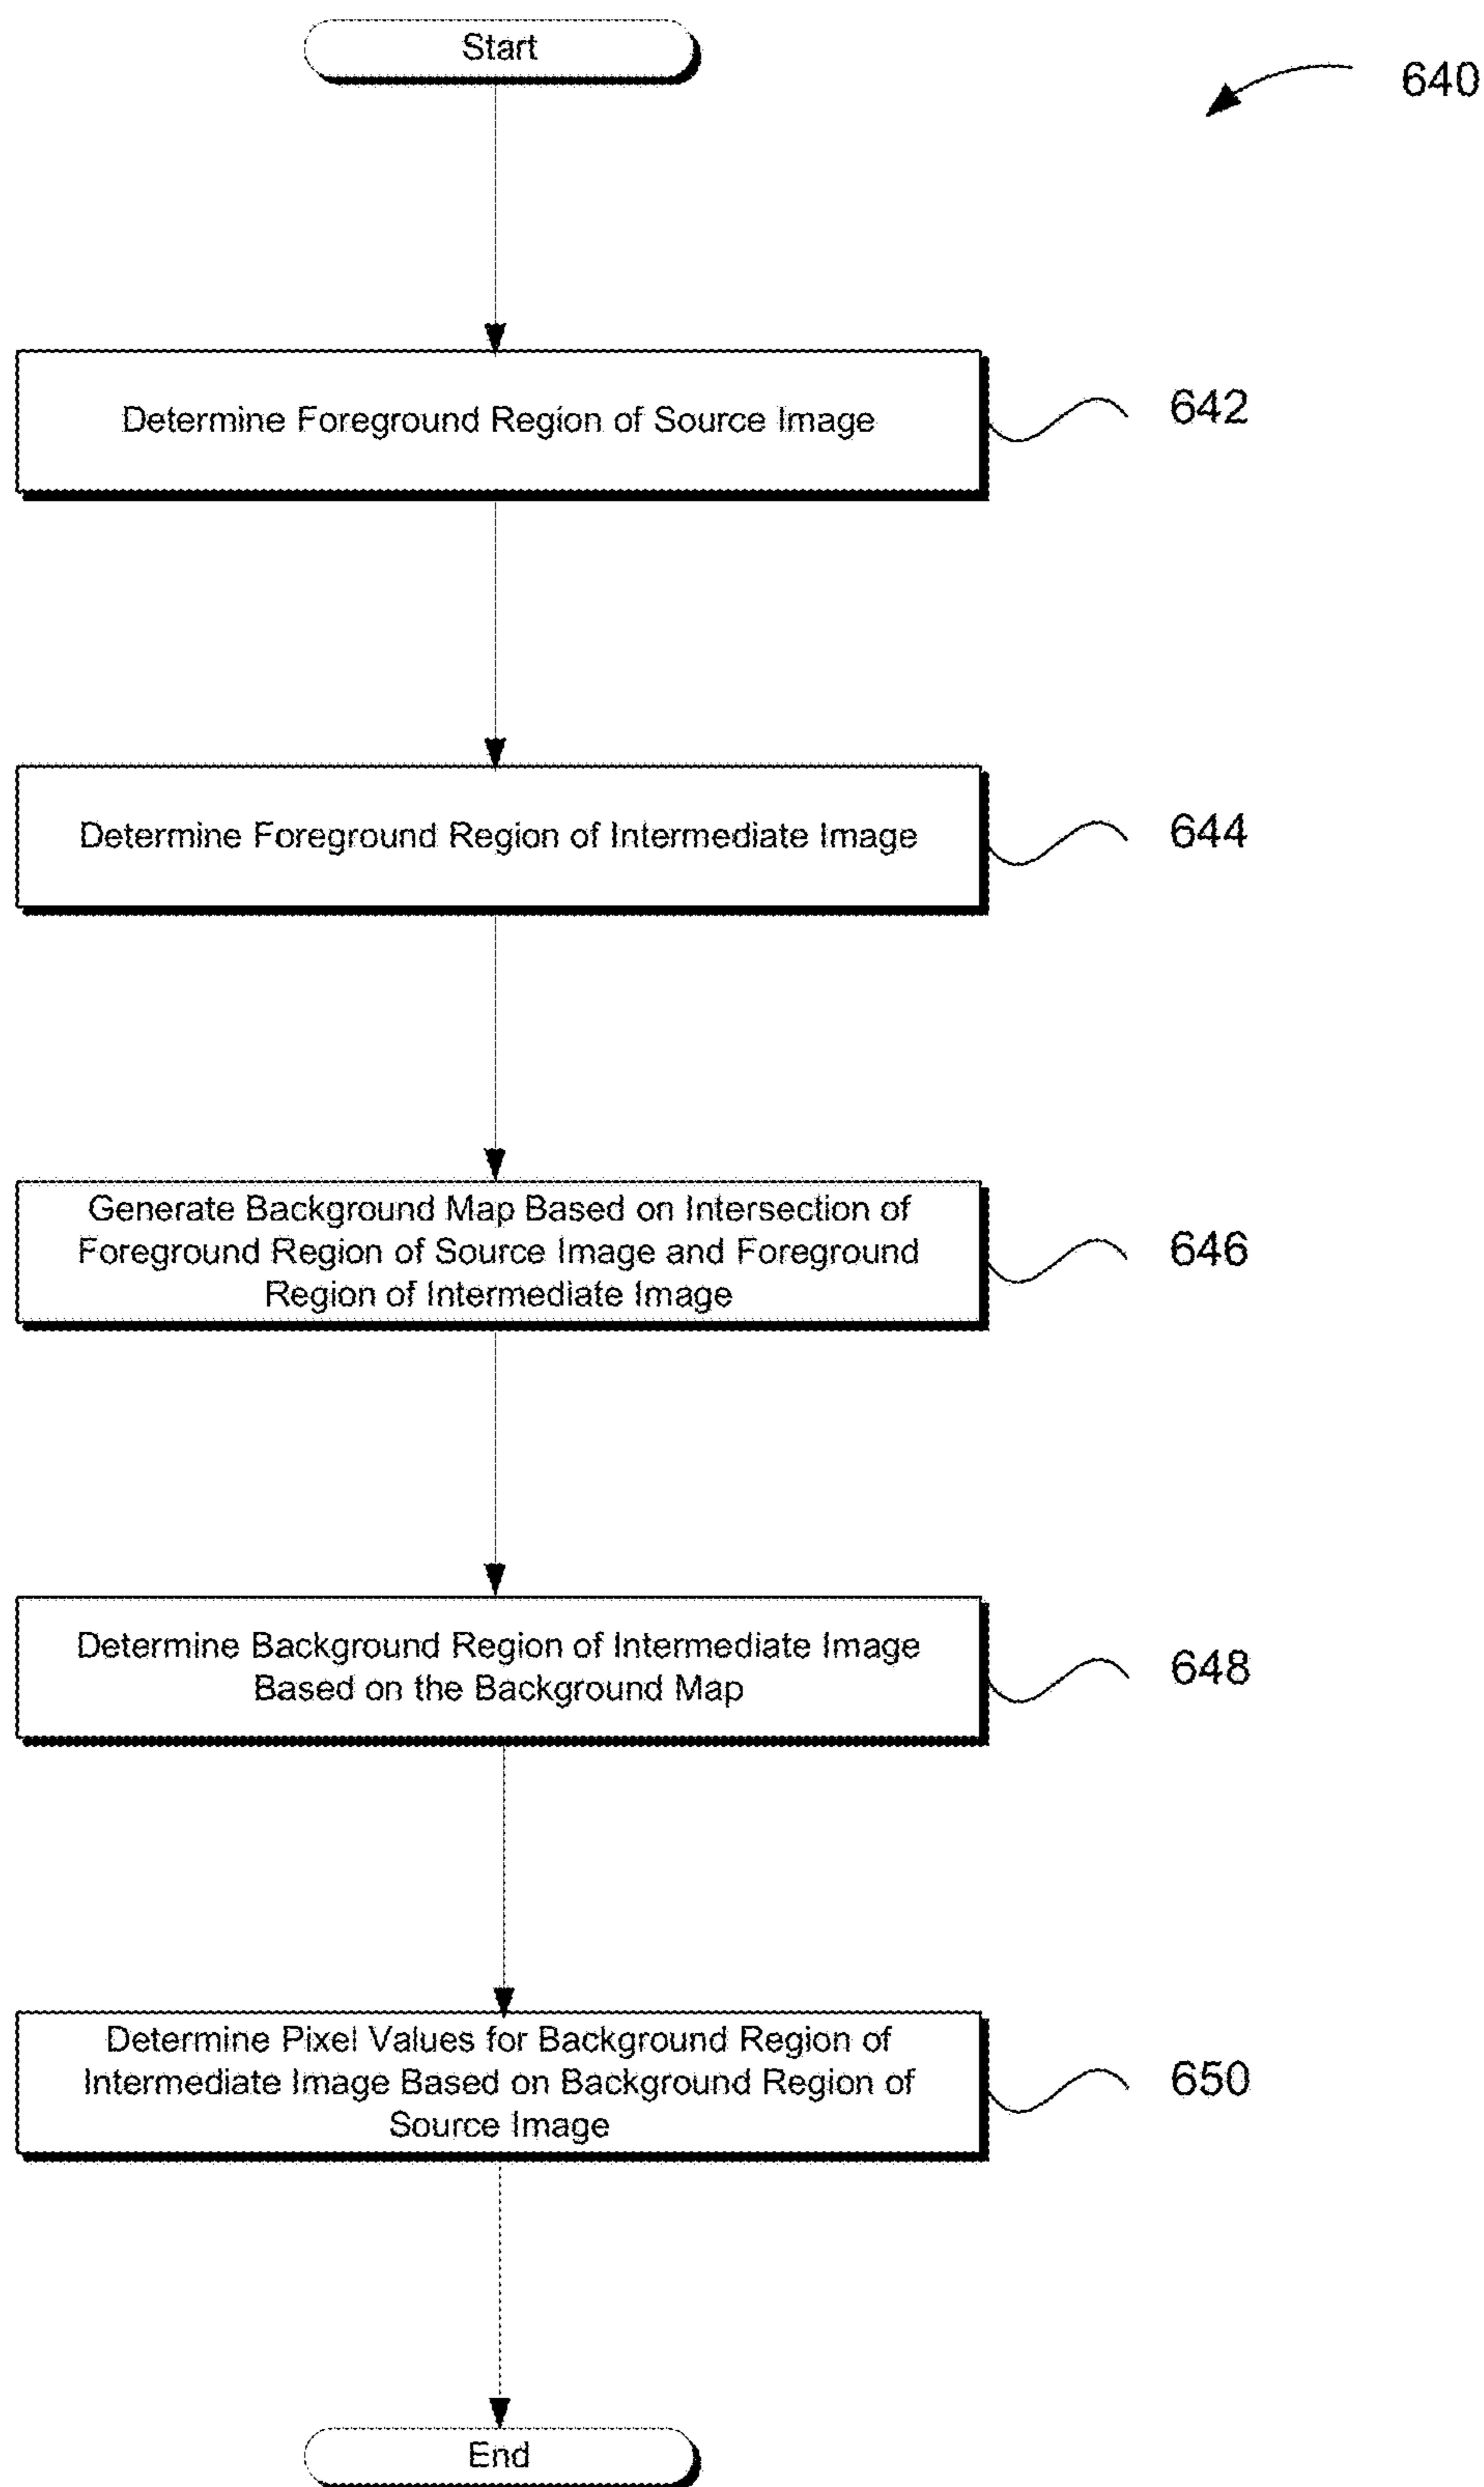 Start
640
Determine Foreground Region of Source Image
642
Determine Foreground Region of Intermediate Image
644
Generate Background Map Based on Intersection of
Foreground Region of Source Image and Foreground
Region of Intermediate Image
646
Determine Background Region of Intermediate Image
Based on the Background Map
648
Determine Pixel Values for Background Region of
Intermediate Image Based on Background Region of
Source Image
650
End